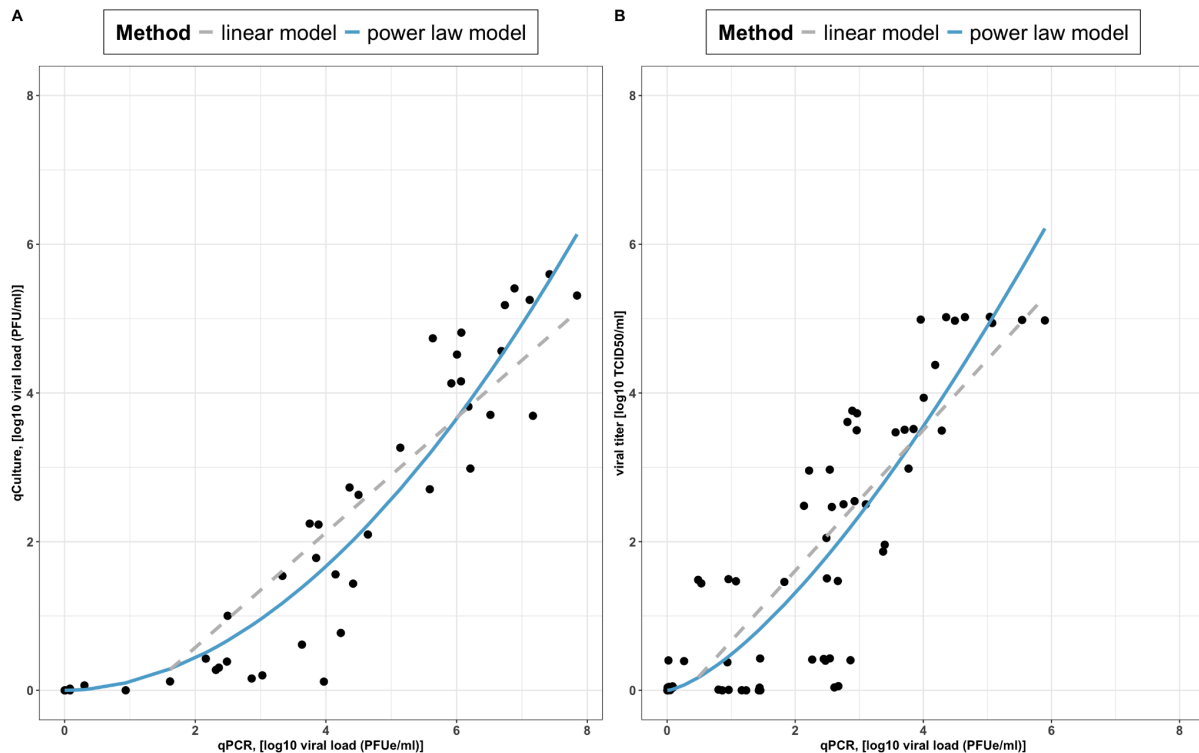 A
Method linear model power law model
8
6
4
2
0
qCulture, [log10 viral load (PFU/ml)]
0 2 4 6 8
qPCR, [log10 viral load (PFUe/ml)]
B
Method linear model power law model
8
6
4
2
0
viral titer [log10 TCID50/ml]
0 2 4 6 8
qPCR, [log10 viral load (PFUe/ml)]